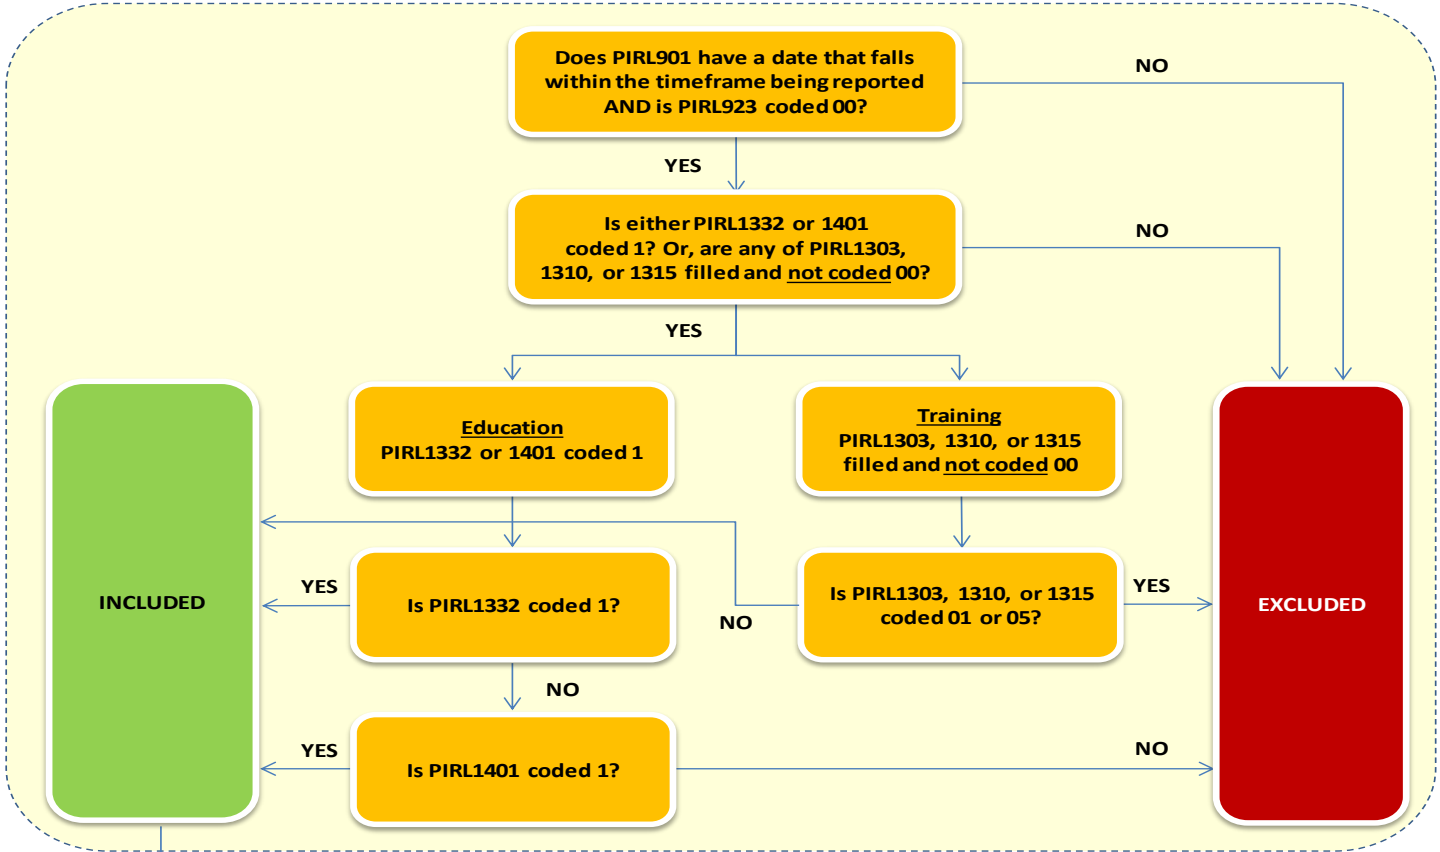 Does PIRL901 have a date that falls
within the timeframe being reported
AND is PIRL923 coded 00?
NO
YES
Is either PIRL1332 or 1401
coded 1? Or, are any of PIRL1303,
1310, or 1315 filled and not coded 00?
NO
YES
Education
PIRL1332 or 1401 coded 1
Training
PIRL1303, 1310, or 1315
filled and not coded 00
INCLUDED
YES
Is PIRL1332 coded 1?
NO
Is PIRL1303, 1310, or 1315
coded 01 or 05?
YES
EXCLUDED
NO
YES
Is PIRL1401 coded 1?
NO